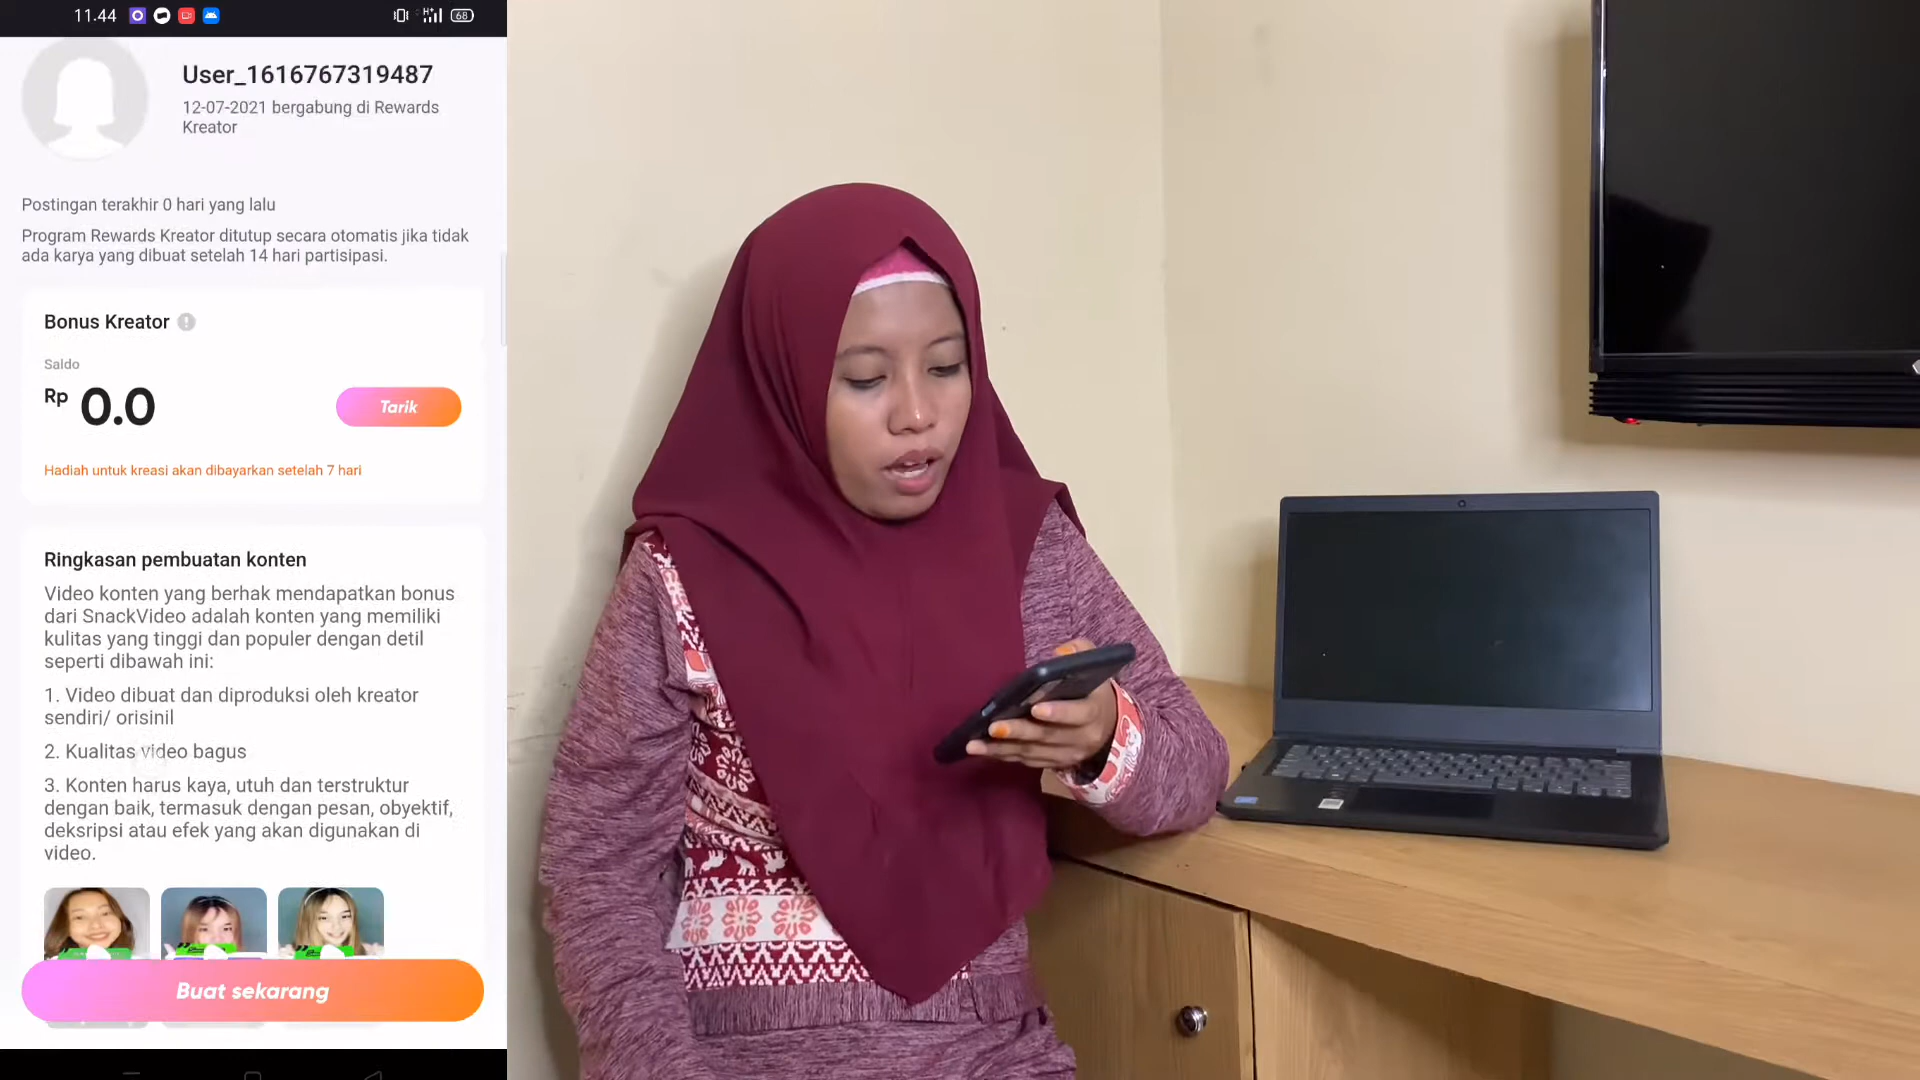 11.44
H+
68
User_1616767319487
12-07-2021 bergabung di Rewards
Kreator
Postingan terakhir 0 hari yang lalu
Program Rewards Kreator ditutup secara otomatis jika tidak
ada karya yang dibuat setelah 14 hari partisipasi.
Bonus Kreator
Saldo
Rp 0.0
Tarik
Hadiah untuk kreasi akan dibayarkan setelah 7 hari
Ringkasan pembuatan konten
Video konten yang berhak mendapatkan bonus
dari SnackVideo adalah konten yang memiliki
kulitas yang tinggi dan populer dengan detil
seperti dibawah ini:
1. Video dibuat dan diproduksi oleh kreator
sendiri/ orisinil
2. Kualitas video bagus
3. Konten harus kaya, utuh dan terstruktur
dengan baik, termasuk dengan pesan, obyektif,
deksripsi atau efek yang akan digunakan di
video.
Buat sekarang